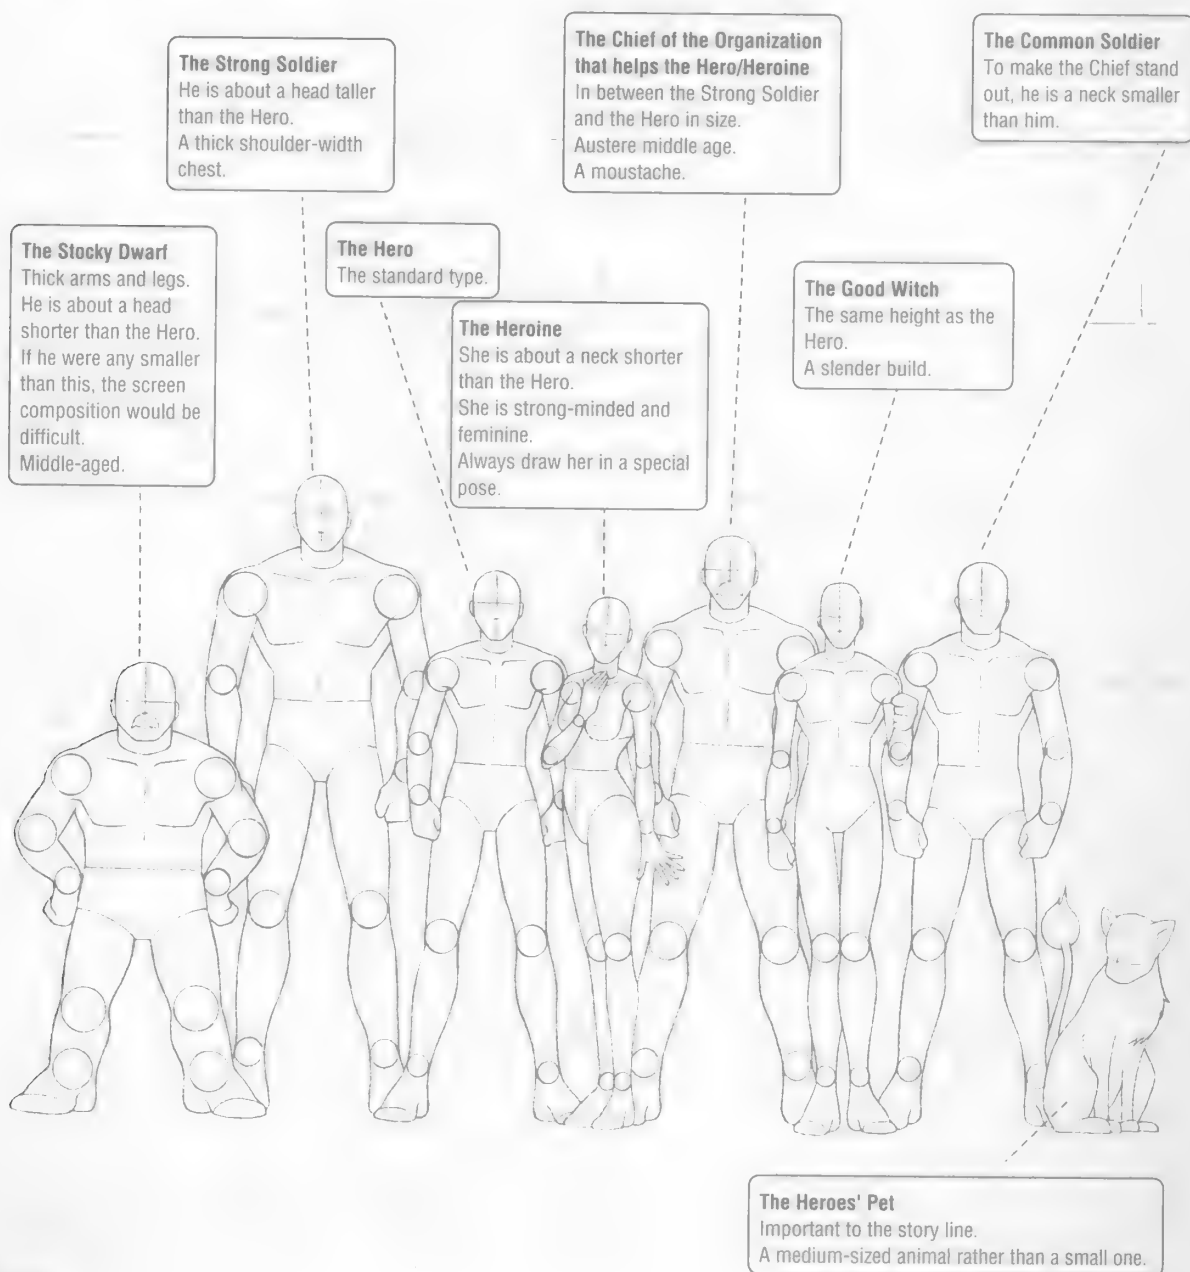 The Strong Soldier
He is about a head taller
than the Hero.
A thick shoulder-width
chest.
The Chief of the Organization
that helps the Hero/Heroine
In between the Strong Soldier
and the Hero in size.
Austere middle age.
A moustache.
The Common Soldier
To make the Chief stand
out, he is a neck smaller
than him.
The Stocky Dwarf
Thick arms and legs.
He is about a head
shorter than the Hero.
If he were any smaller
than this, the screen
composition would be
difficult.
Middle-aged.
The Hero
The standard type.
The Heroine
She is about a neck shorter
than the Hero.
She is strong-minded and
feminine.
Always draw her in a special
pose.
The Good Witch
The same height as the
Hero.
A slender build.
The Heroes' Pet
Important to the story line.
A medium-sized animal rather than a small one.